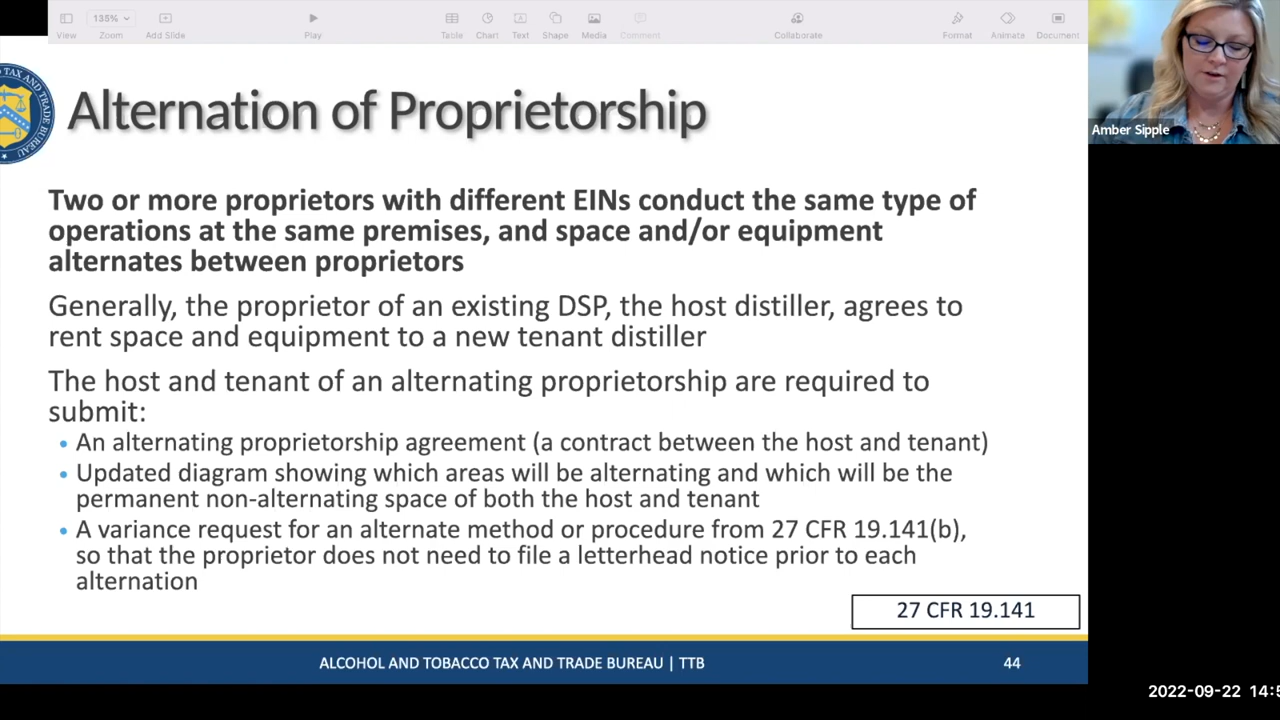 135%
View
Zoom
Add Slide
Play
Table
Chart
Text
Shape
Media
Comment
Collaborate
Format
Animate
Document
Amber Sipple
TAX AND TRADE BUREAU
Alternation of Proprietorship
Two or more proprietors with different EINs conduct the same type of
operations at the same premises, and space and/or equipment
alternates between proprietors
Generally, the proprietor of an existing DSP, the host distiller, agrees to
rent space and equipment to a new tenant distiller
The host and tenant of an alternating proprietorship are required to
submit:
• An alternating proprietorship agreement (a contract between the host and tenant)
• Updated diagram showing which areas will be alternating and which will be the
permanent non-alternating space of both the host and tenant
• A variance request for an alternate method or procedure from 27 CFR 19.141(b),
so that the proprietor does not need to file a letterhead notice prior to each
alternation
27 CFR 19.141
ALCOHOL AND TOBACCO TAX AND TRADE BUREAU | TTB
44
2022-09-22 14:5